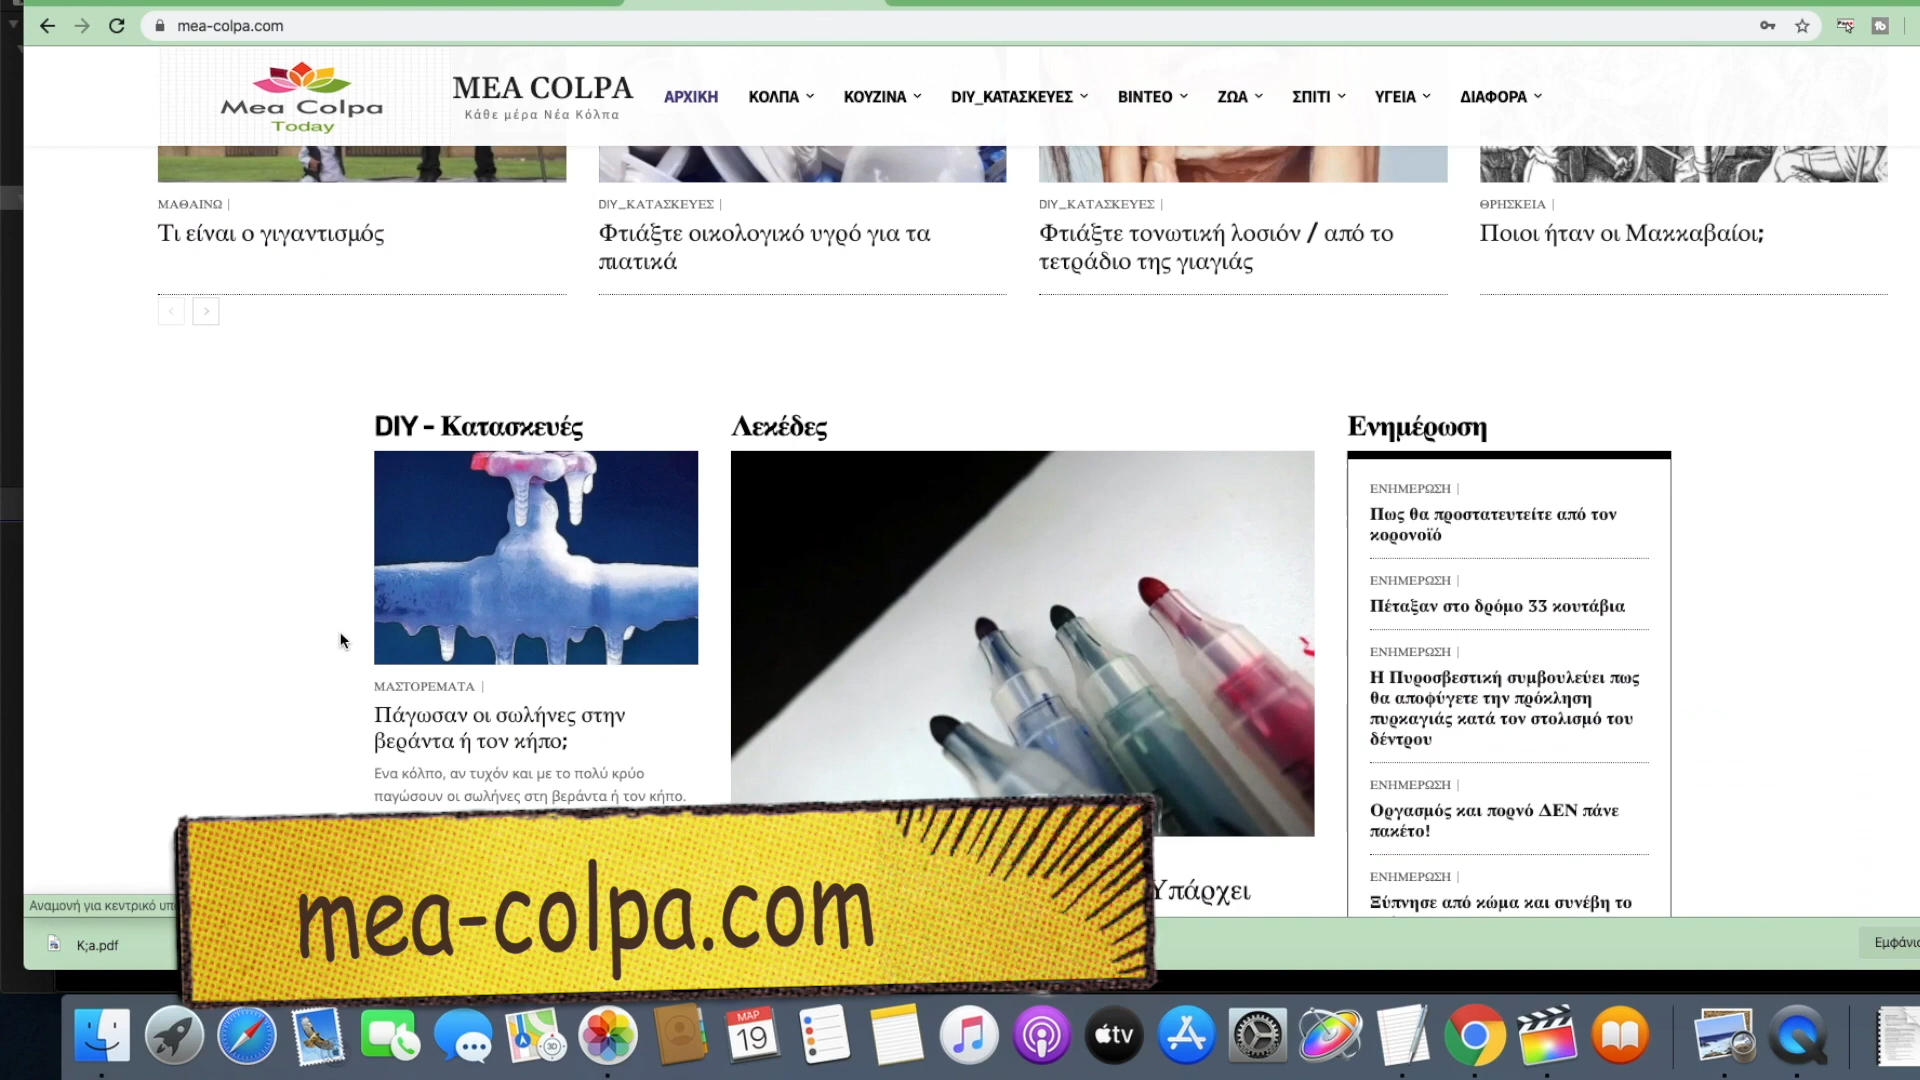 mea-colpa.com
Mea Colpa
Today
MEA COLPA
Κάθε μέρα Νέα Κόλπα
ΑΡΧΙΚΗ
ΚΟΛΠΑ
ΚΟΥΖΙΝΑ
DIY_ΚΑΤΑΣΚΕΥΕΣ
ΒΙΝΤΕΟ
ΖΩΑ
ΣΠΙΤΙ
ΥΓΕΙΑ
ΔΙΑΦΟΡΑ
ΜΑΘΑΙΝΩ |
Τι είναι ο γιγαντισμός
DIY_ΚΑΤΑΣΚΕΥΕΣ |
Φτιάξτε οικολογικό υγρό για τα
πιατικά
DIY_ΚΑΤΑΣΚΕΥΕΣ |
Φτιάξτε τονωτική λοσιόν / από το
τετράδιο της γιαγιάς
ΘΡΗΣΚΕΙΑ |
Ποιοι ήταν οι Μακκαβαίοι;
DIY – Κατασκευές
ΜΑΣΤΟΡΕΜΑΤΑ |
Πάγωσαν οι σωλήνες στην
βεράντα ή τον κήπο;
Ενα κόλπο, αν τυχόν και με το πολύ κρύο
παγώσουν οι σωλήνες στη βεράντα ή τον κήπο.
Λεκέδες
Υπάρχει
Ενημέρωση
ΕΝΗΜΕΡΩΣΗ |
Πως θα προστατευτείτε από τον
κορονοϊό
ΕΝΗΜΕΡΩΣΗ |
Πέταξαν στο δρόμο 33 κουτάβια
ΕΝΗΜΕΡΩΣΗ |
Η Πυροσβεστική συμβουλεύει πως
θα αποφύγετε την πρόκληση
πυρκαγιάς κατά τον στολισμό του
δέντρου
ΕΝΗΜΕΡΩΣΗ |
Οργασμός και πορνό ΔΕΝ πάνε
πακέτο!
ΕΝΗΜΕΡΩΣΗ |
Ξύπνησε από κώμα και συνέβη το
Αναμονή για κεντρικό
K;a.pdf
mea-colpa.com
ΜΑΡ
19
3D
tv